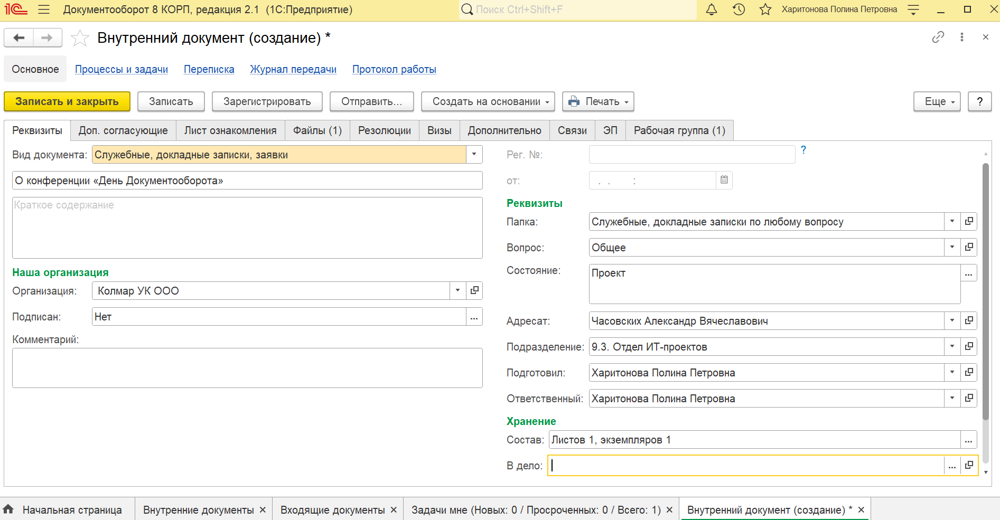 1С Документооборот 8 КОРП, редакция 2.1 (1С:Предприятие) Поиск Ctrl+Shift+F Харитонова Полина Петровна
Внутренний документ (создание) *
Основное Процессы и задачи Переписка Журнал передачи Протокол работы
Записать и закрыть Записать Зарегистрировать Отправить... Создать на основании Печать Еще ?
Реквизиты Доп. согласующие Лист ознакомления Файлы (1) Резолюции Визы Дополнительно Связи ЭП Рабочая группа (1)
Вид документа: Служебные, докладные записки, заявки
О конференции «День Документооборота»
Краткое содержание
Наша организация
Организация: Колмар УК ООО
Подписан: Нет ...
Комментарий:
Рег. №: ?
от: . . :
Реквизиты
Папка: Служебные, докладные записки по любому вопросу
Вопрос: Общее
Состояние: Проект ...
Адресат: Часовских Александр Вячеславович
Подразделение: 9.3. Отдел ИТ-проектов
Подготовил: Харитонова Полина Петровна
Ответственный: Харитонова Полина Петровна
Хранение
Состав: Листов 1, экземпляров 1 ...
В дело: ...
Начальная страница Внутренние документы × Входящие документы × Задачи мне (Новых: 0 / Просроченных: 0 / Всего: 1) × Внутренний документ (создание) * ×